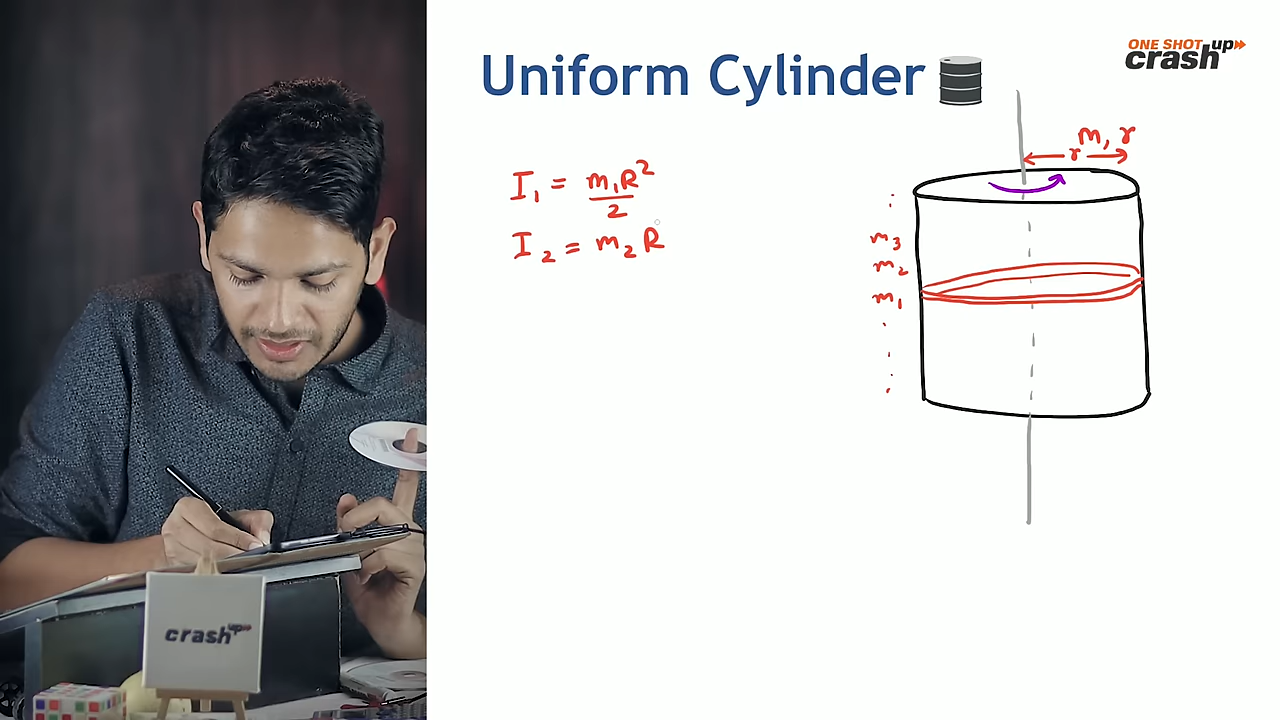 Uniform Cylinder
ONE SHOT
crash up
m, r
r
I₁ = m₁R²/2
I₂ = m₂R
m₃
m₂
m₁
crash up